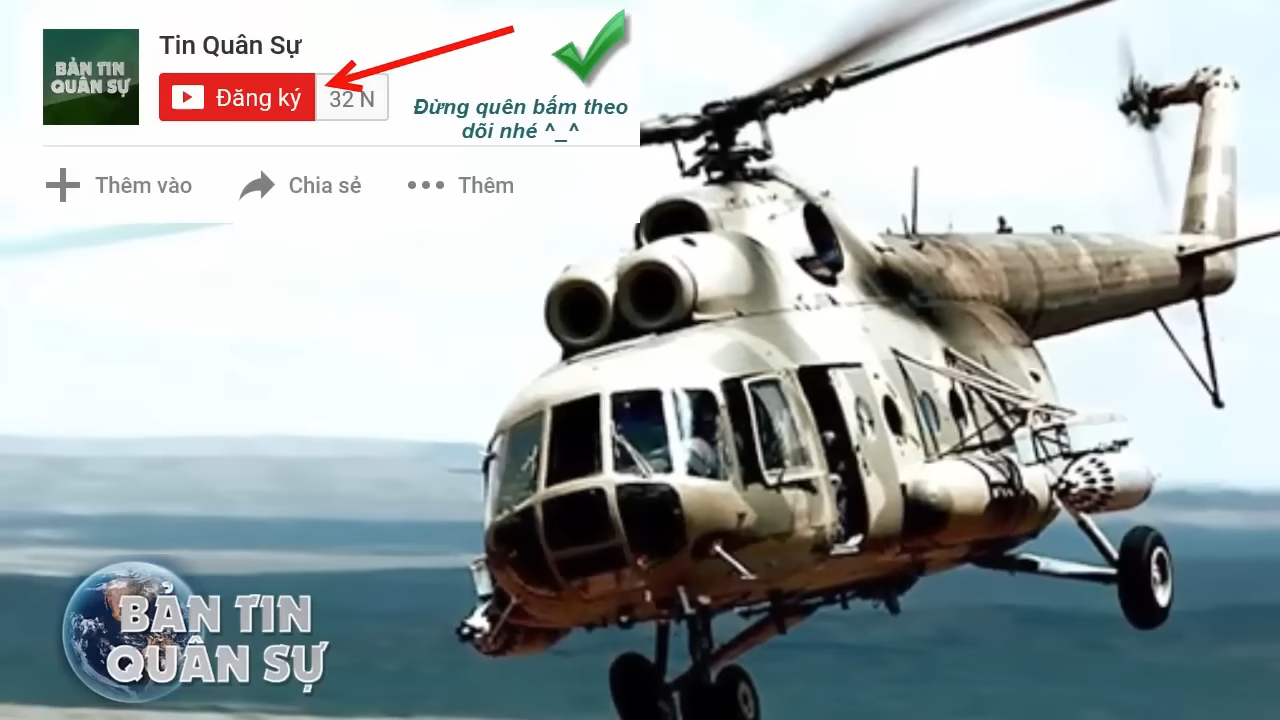 Tin Quân Sự
BẢN TIN
QUÂN SỰ
Đăng ký
32 N
Đừng quên bấm theo
dõi nhé ^_^
Thêm vào
Chia sẻ
Thêm
BẢN TIN
QUÂN SỰ